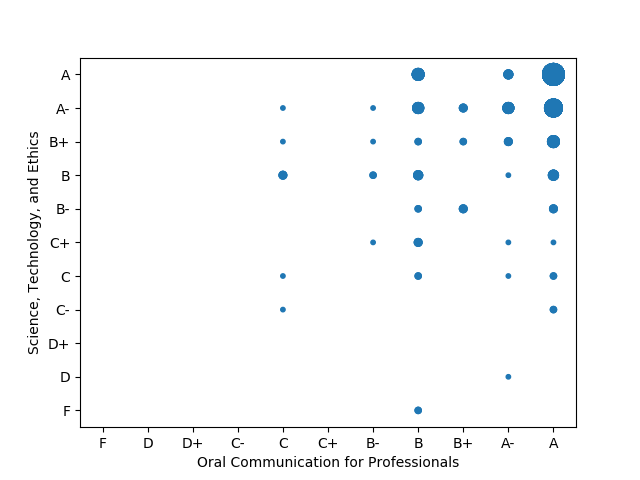 A
A-
B+
B
B-
C+
C
C-
D+
D
F
Science, Technology, and Ethics
F D D+ C- C C+ B- B B+ A- A
Oral Communication for Professionals